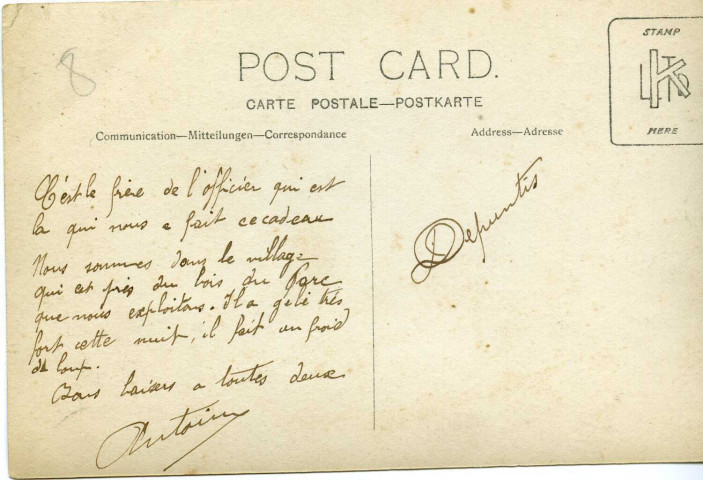 8
POST CARD.
CARTE POSTALE—POSTKARTE
Communication—Mitteilungen—Correspondance
Address—Adresse
STAMP
HERE
C'est le frère de l'officier qui est
la qui nous a fait ce cadeau
Nous sommes dans le village
qui est près du bois du Parc
que nous exploitons. Il a gelé très
fort cette nuit, il fait un froid
de loup.
Bons baisers a toutes deux
Antoine
Depuntis